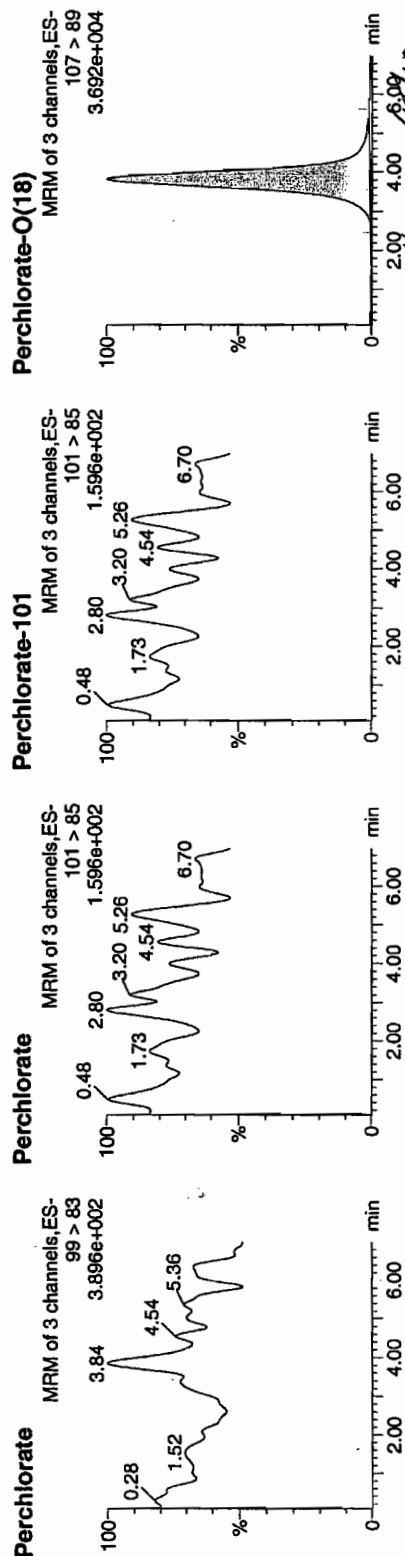 Perchlorate
MRM of 3 channels,ES-
99 > 83
3.896e+002
100
%
0
0.28
1.52
3.84
4.54
5.36
2.00
4.00
6.00
min
Perchlorate
MRM of 3 channels,ES-
101 > 85
1.596e+002
100
%
0
0.48
1.73
2.80
3.20
4.54
5.26
6.70
2.00
4.00
6.00
min
Perchlorate-101
MRM of 3 channels,ES-
101 > 85
1.596e+002
100
%
0
0.48
1.73
2.80
3.20
4.54
5.26
6.70
2.00
4.00
6.00
min
Perchlorate-O(18)
MRM of 3 channels,ES-
107 > 89
3.692e+004
100
%
0
2.00
4.00
6.00
min